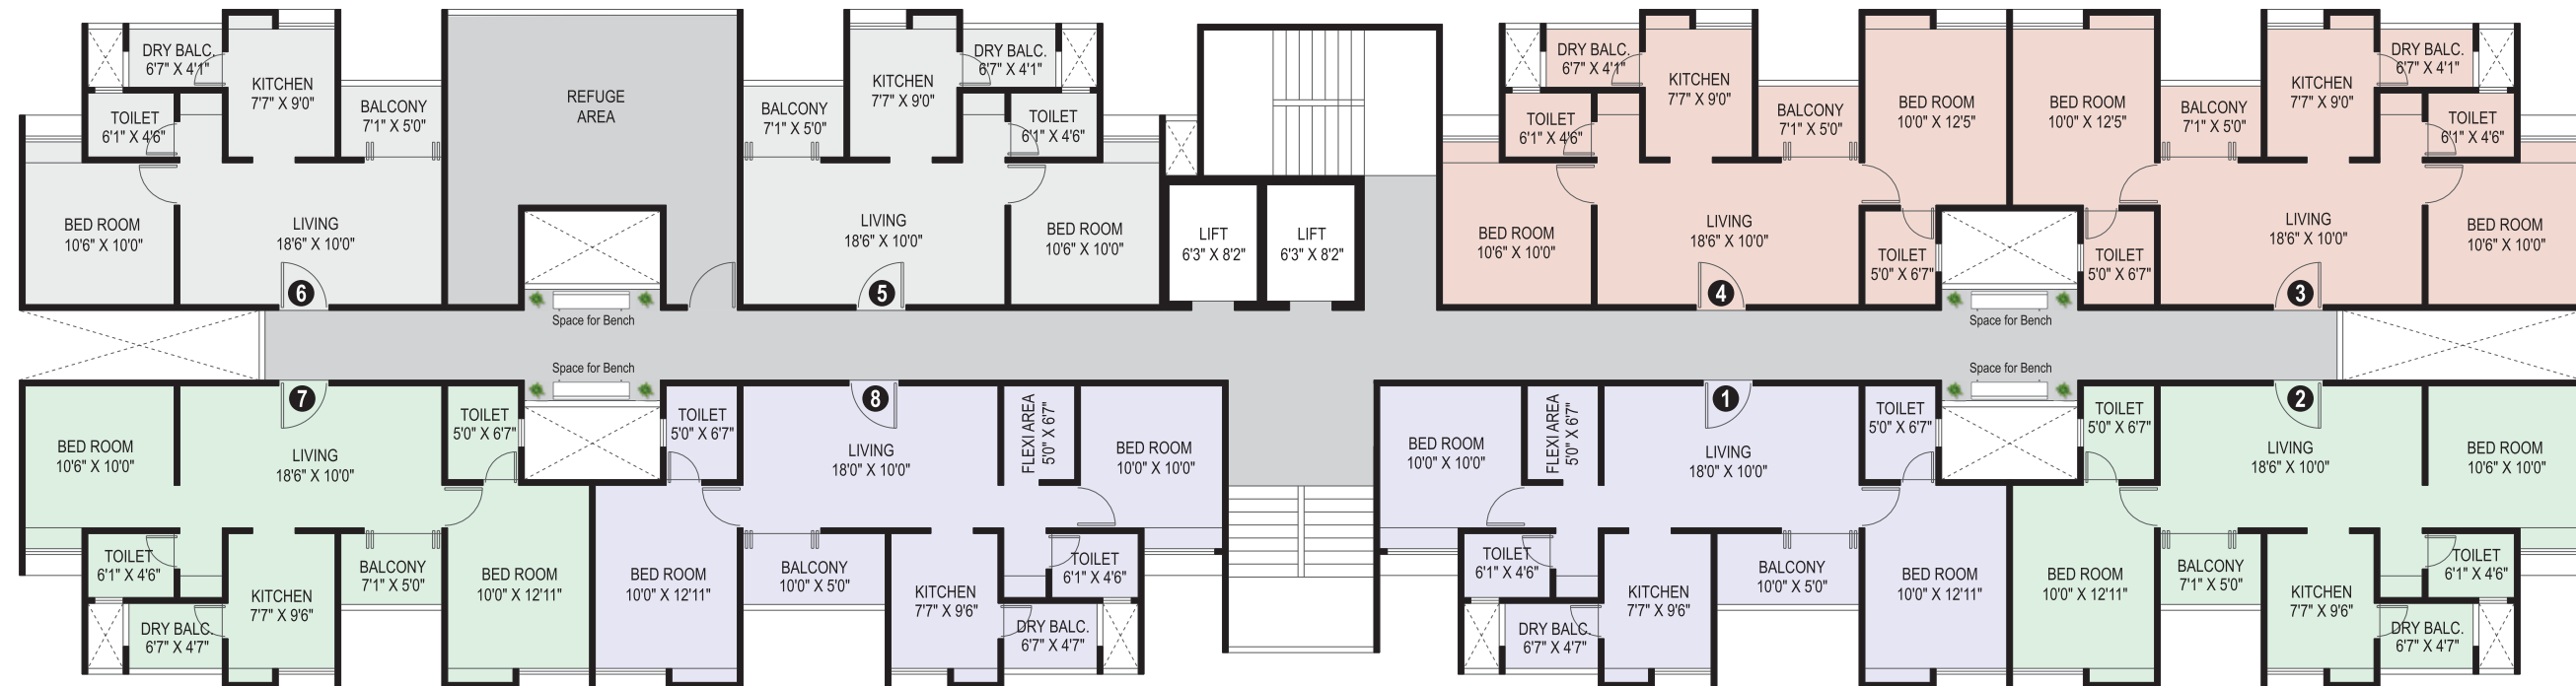 DRY BALC.
6'7" X 4'1"
KITCHEN
7'7" X 9'0"
TOILET
6'1" X 4'6"
BALCONY
7'1" X 5'0"
BED ROOM
10'6" X 10'0"
LIVING
18'6" X 10'0"
6
REFUGE
AREA
Space for Bench
BALCONY
7'1" X 5'0"
KITCHEN
7'7" X 9'0"
DRY BALC.
6'7" X 4'1"
TOILET
6'1" X 4'6"
LIVING
18'6" X 10'0"
BED ROOM
10'6" X 10'0"
5
LIFT
6'3" X 8'2"
LIFT
6'3" X 8'2"
DRY BALC.
6'7" X 4'1"
KITCHEN
7'7" X 9'0"
TOILET
6'1" X 4'6"
BALCONY
7'1" X 5'0"
BED ROOM
10'0" X 12'5"
BED ROOM
10'6" X 10'0"
LIVING
18'6" X 10'0"
TOILET
5'0" X 6'7"
4
Space for Bench
BED ROOM
10'0" X 12'5"
BALCONY
7'1" X 5'0"
KITCHEN
7'7" X 9'0"
DRY BALC.
6'7" X 4'1"
TOILET
6'1" X 4'6"
TOILET
5'0" X 6'7"
LIVING
18'6" X 10'0"
BED ROOM
10'6" X 10'0"
3
7
BED ROOM
10'6" X 10'0"
LIVING
18'6" X 10'0"
TOILET
5'0" X 6'7"
TOILET
6'1" X 4'6"
DRY BALC.
6'7" X 4'7"
KITCHEN
7'7" X 9'6"
BALCONY
7'1" X 5'0"
BED ROOM
10'0" X 12'11"
Space for Bench
8
TOILET
5'0" X 6'7"
LIVING
18'0" X 10'0"
FLEXI AREA
5'0" X 6'7"
BED ROOM
10'0" X 10'0"
BED ROOM
10'0" X 12'11"
BALCONY
10'0" X 5'0"
KITCHEN
7'7" X 9'6"
TOILET
6'1" X 4'6"
DRY BALC.
6'7" X 4'7"
1
BED ROOM
10'0" X 10'0"
FLEXI AREA
5'0" X 6'7"
LIVING
18'0" X 10'0"
TOILET
5'0" X 6'7"
TOILET
6'1" X 4'6"
DRY BALC.
6'7" X 4'7"
KITCHEN
7'7" X 9'6"
BALCONY
10'0" X 5'0"
BED ROOM
10'0" X 12'11"
Space for Bench
2
TOILET
5'0" X 6'7"
LIVING
18'6" X 10'0"
BED ROOM
10'6" X 10'0"
BED ROOM
10'0" X 12'11"
BALCONY
7'1" X 5'0"
KITCHEN
7'7" X 9'6"
TOILET
6'1" X 4'6"
DRY BALC.
6'7" X 4'7"